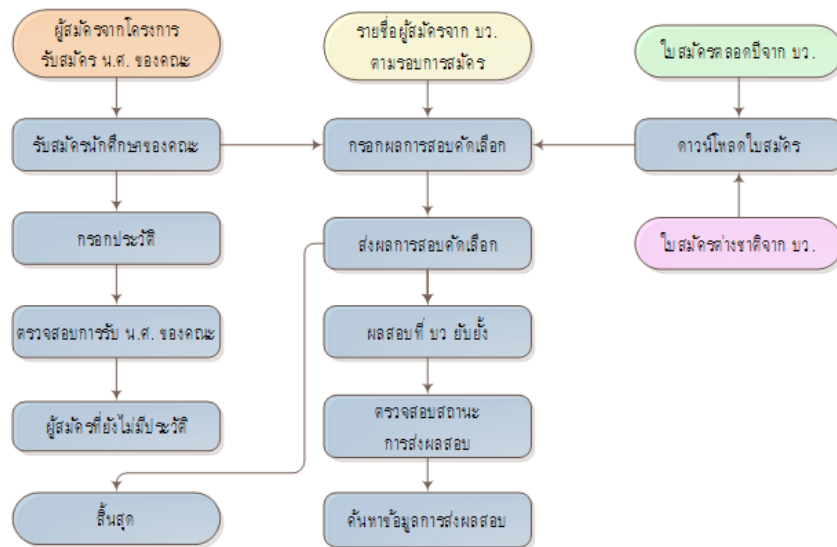 ผู้สมัครจากโครงการ
รับสมัคร น.ศ. ของคณะ
รายชื่อผู้สมัครจาก บว.
ตามรอบการสมัคร
ใบสมัครตลอดปีจาก บว.
รับสมัครนักศึกษาของคณะ
กรอกผลการสอบคัดเลือก
ดาวน์โหลดใบสมัคร
กรอกประวัติ
ส่งผลการสอบคัดเลือก
ใบสมัครต่างชาติจาก บว.
ตรวจสอบการรับ น.ศ. ของคณะ
ผลสอบที่ บว ยับยั้ง
ผู้สมัครที่ยังไม่มีประวัติ
ตรวจสอบสถานะ
การส่งผลสอบ
สิ้นสุด
ค้นหาข้อมูลการส่งผลสอบ